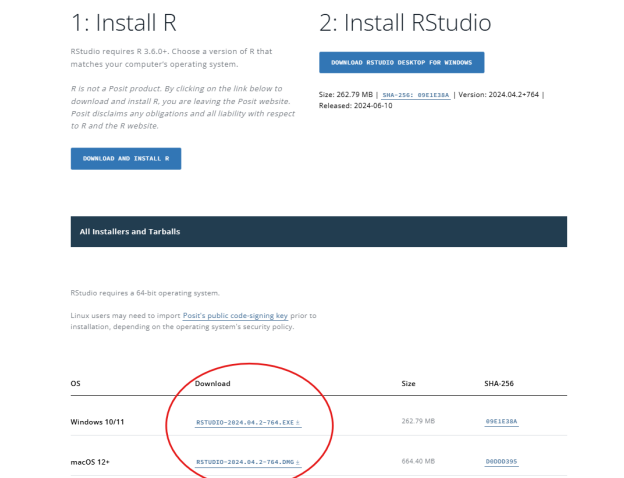 1: Install R
RStudio requires R 3.6.0+. Choose a version of R that
matches your computer's operating system.
R is not a Posit product. By clicking on the link below to
download and install R, you are leaving the Posit website.
Posit disclaims any obligations and all liability with respect
to R and the R website.
DOWNLOAD AND INSTALL R
2: Install RStudio
DOWNLOAD RSTUDIO DESKTOP FOR WINDOWS
Size: 262.79 MB | SHA-256: 09E1E38A | Version: 2024.04.2+764 |
Released: 2024-06-10
All Installers and Tarballs
RStudio requires a 64-bit operating system.
Linux users may need to import Posit's public code-signing key prior to
installation, depending on the operating system's security policy.
OS Download Size SHA-256
Windows 10/11 RSTUDIO-2024.04.2-764.EXE 262.79 MB 09E1E38A
macOS 12+ RSTUDIO-2024.04.2-764.DMG 664.40 MB D0DDD395